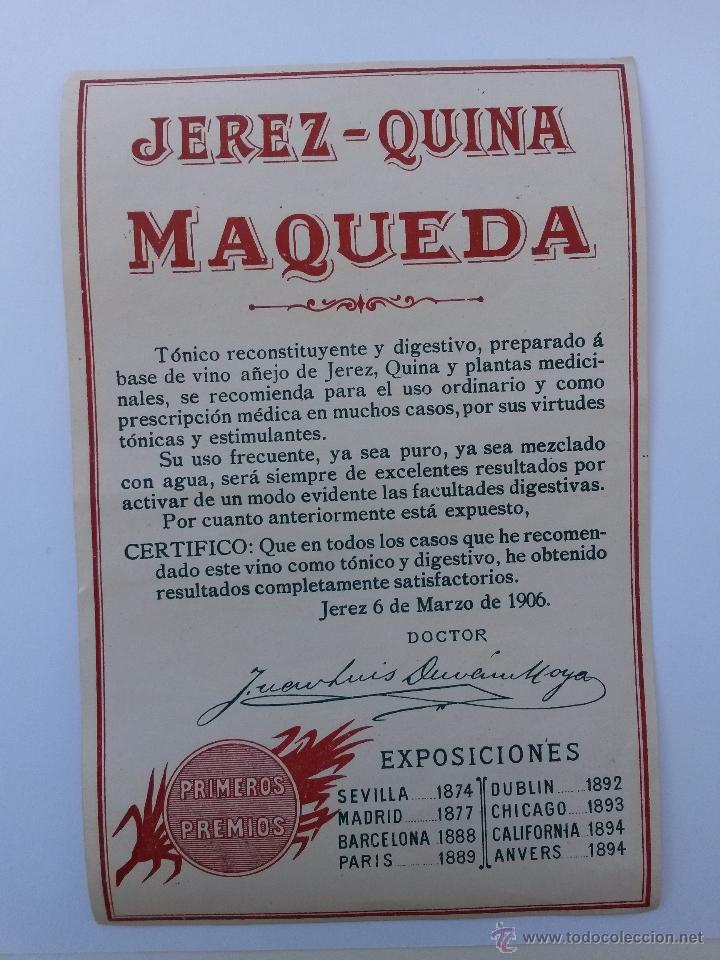 JEREZ-QUINA
MAQUEDA
Tónico reconstituyente y digestivo, preparado á
base de vino añejo de Jerez, Quina y plantas medici-
nales, se recomienda para el uso ordinario y como
prescripción médica en muchos casos, por sus virtudes
tónicas y estimulantes.
Su uso frecuente, ya sea puro, ya sea mezclado
con agua, será siempre de excelentes resultados por
activar de un modo evidente las facultades digestivas.
Por cuanto anteriormente está expuesto,
CERTIFICO: Que en todos los casos que he recomen-
dado este vino como tónico y digestivo, he obtenido
resultados completamente satisfactorios.
Jerez 6 de Marzo de 1906.
DOCTOR
Juan Luis Moya
PRIMEROS
PREMIOS
EXPOSICIONES
SEVILLA 1874
MADRID 1877
BARCELONA 1888
PARIS 1889
DUBLIN 1892
CHICAGO 1893
CALIFORNIA 1894
ANVERS 1894
www.todocoleccion.net